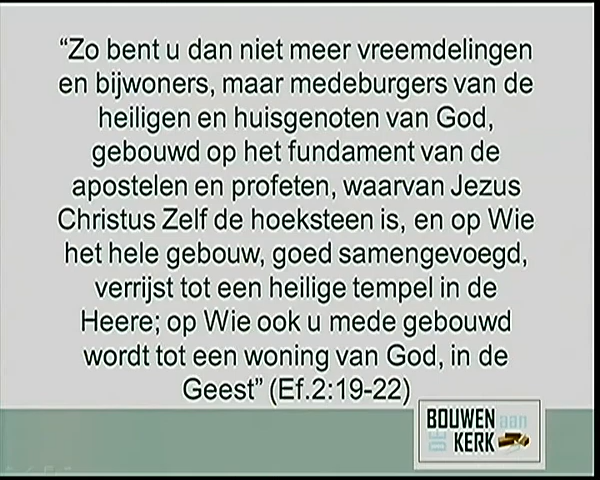 “Zo bent u dan niet meer vreemdelingen
en bijwoners, maar medeburgers van de
heiligen en huisgenoten van God,
gebouwd op het fundament van de
apostelen en profeten, waarvan Jezus
Christus Zelf de hoeksteen is, en op Wie
het hele gebouw, goed samengevoegd,
verrijst tot een heilige tempel in de
Heere; op Wie ook u mede gebouwd
wordt tot een woning van God, in de
Geest” (Ef.2:19-22)
BOUWEN aan
DE KERK